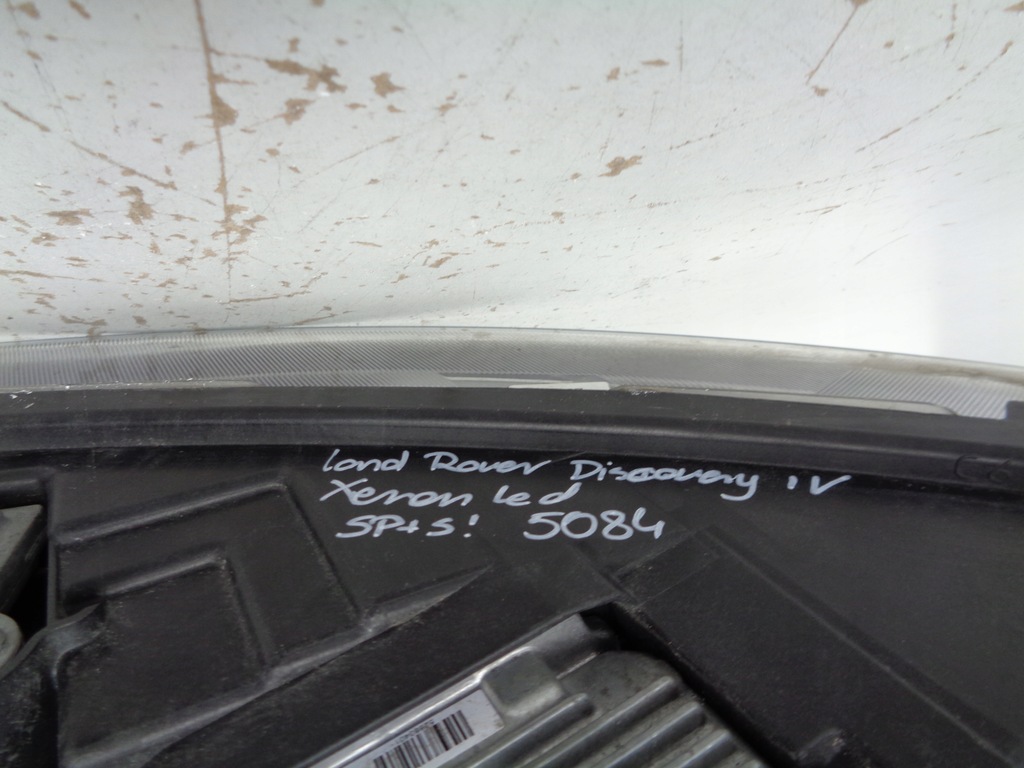 Land Rover Discovery IV
Xenon led
SP+S! 5084